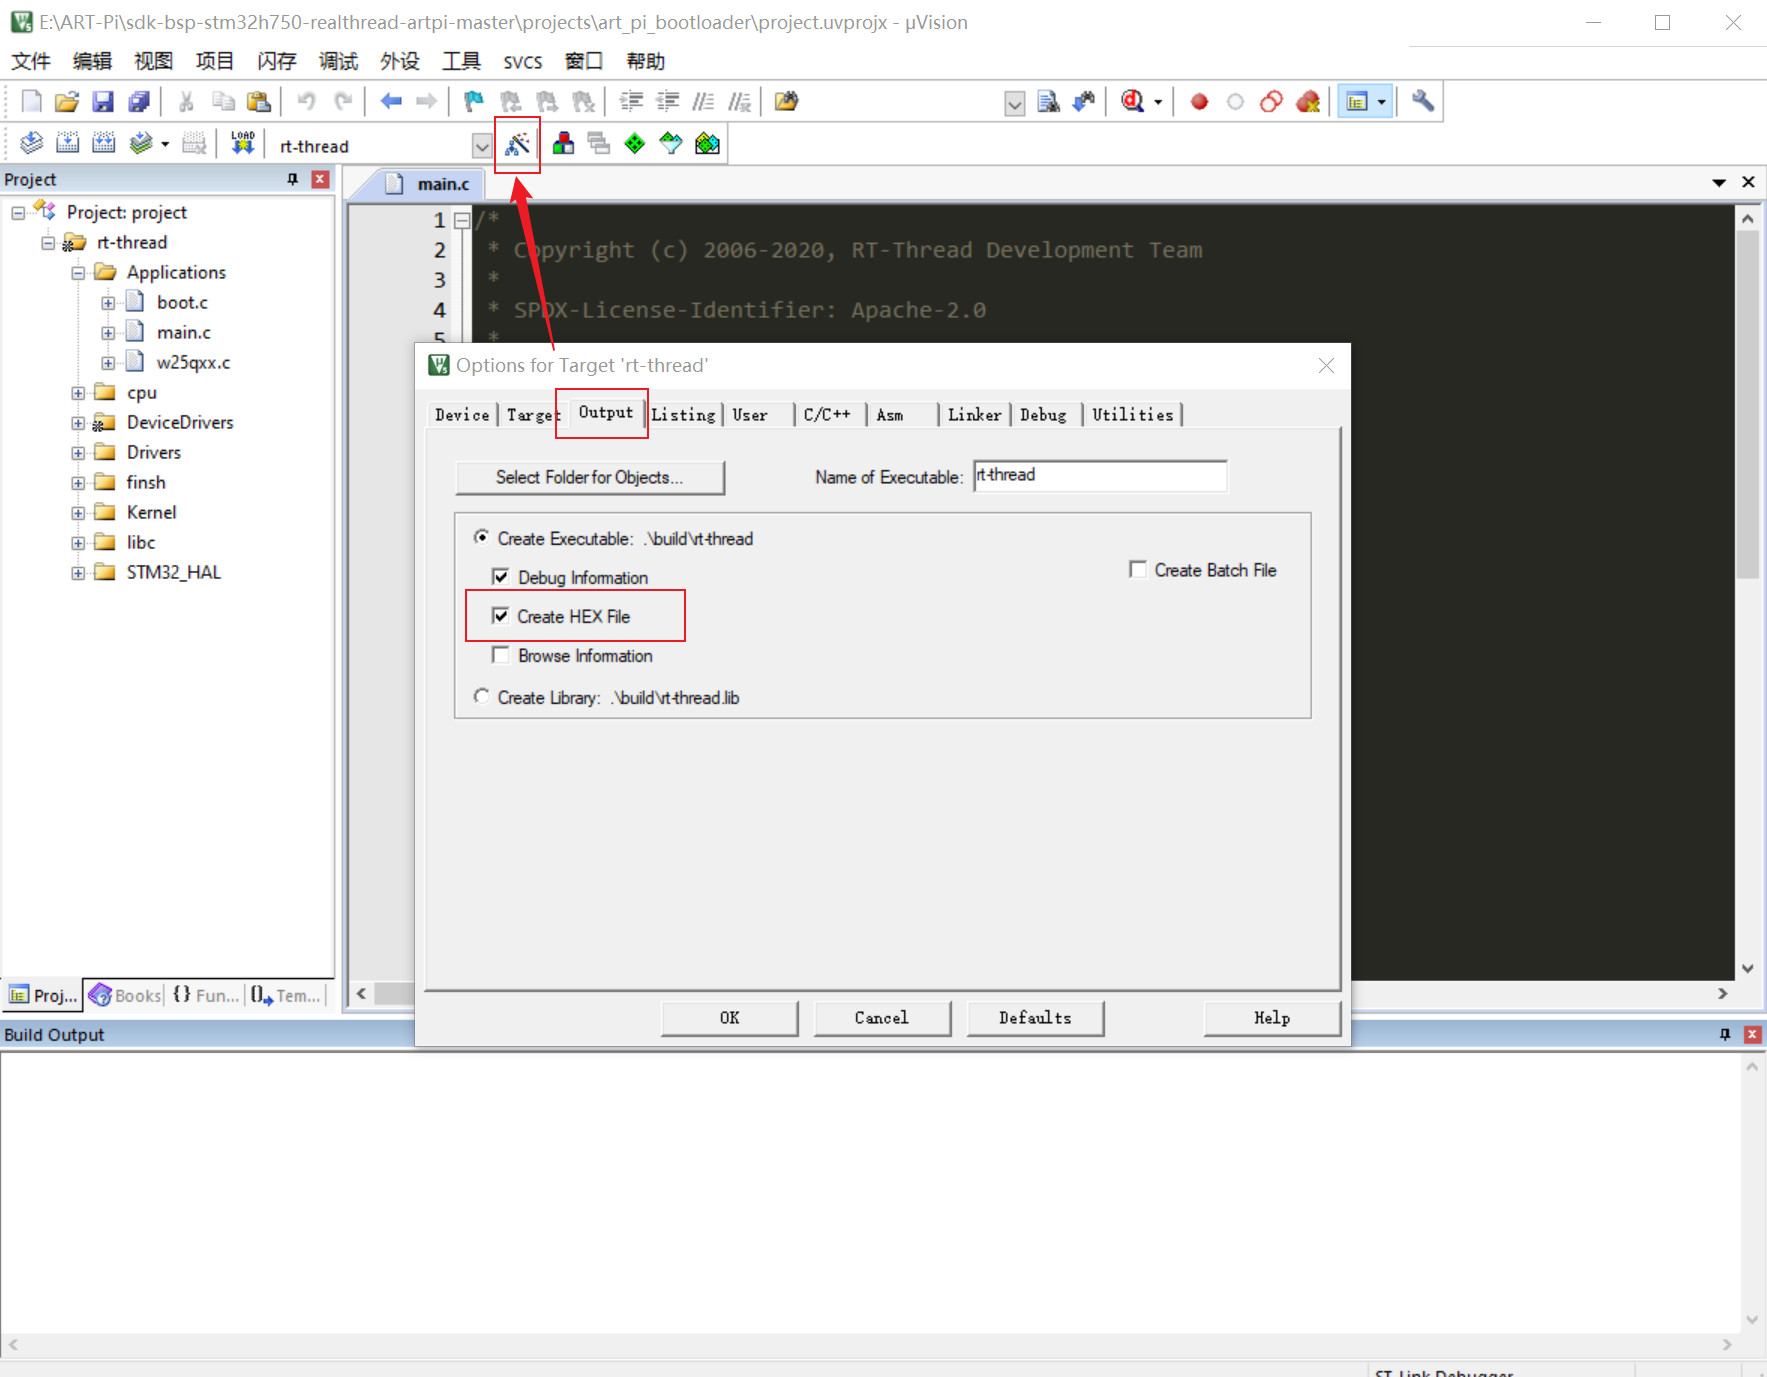 E:\ART-Pi\sdk-bsp-stm32h750-realthread-artpi-master\projects\art_pi_bootloader\project.uvprojx - µVision
文件 编辑 视图 项目 闪存 调试 外设 工具 SVCS 窗口 帮助
LOAD
rt-thread
Project
main.c
Project: project
rt-thread
Applications
boot.c
main.c
w25qxx.c
cpu
DeviceDrivers
Drivers
finsh
Kernel
libc
STM32_HAL
1 /*
2 * Copyright (c) 2006-2020, RT-Thread Development Team
3 *
4 * SPDX-License-Identifier: Apache-2.0
5 *
Options for Target 'rt-thread'
Device Target Output Listing User C/C++ Asm Linker Debug Utilities
Select Folder for Objects... Name of Executable: rt-thread
Create Executable: .\build\rt-thread
Debug Information
Create Batch File
Create HEX File
Browse Information
Create Library: .\build\rt-thread.lib
OK Cancel Defaults Help
Proj... Books {} Fun... Tem...
Build Output
ST-Link Debugger